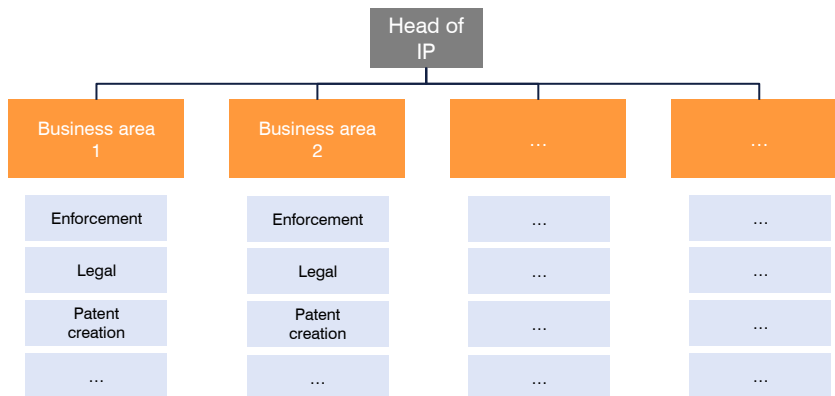 Head of
IP
Business area
1
Business area
2
...
...
Enforcement
Legal
Patent
creation
...
Enforcement
Legal
Patent
creation
...
...
...
...
...
...
...
...
...